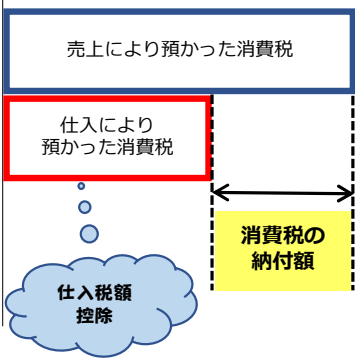 売上により預かった消費税
仕入により
預かった消費税
消費税の
納付額
仕入税額
控除